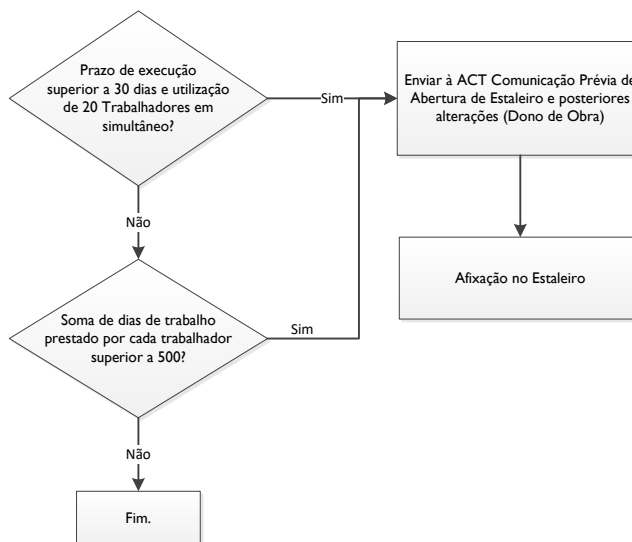 Prazo de execução
superior a 30 dias e utilização
de 20 Trabalhadores em
simultâneo?
Sim
Enviar à ACT Comunicação Prévia de
Abertura de Estaleiro e posteriores
alterações (Dono de Obra)
Não
Afixação no Estaleiro
Soma de dias de trabalho
prestado por cada trabalhador
superior a 500?
Sim
Não
Fim.